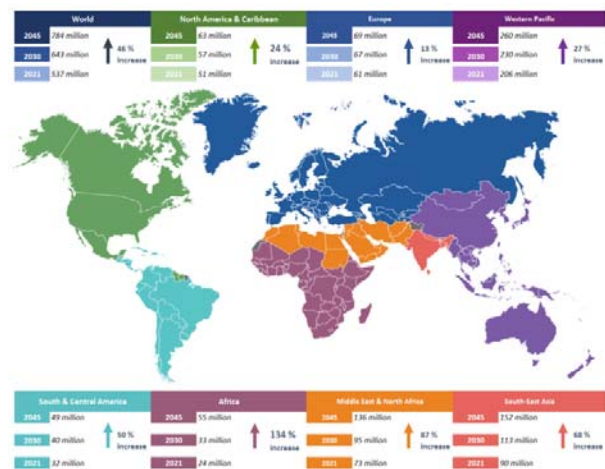 World
2045 784 million
2030 643 million
2021 537 million
46 %
increase
North America & Caribbean
2045 63 million
2030 57 million
2021 51 million
24 %
increase
Europe
2045 69 million
2030 67 million
2021 61 million
13 %
increase
Western Pacific
2045 260 million
2030 230 million
2021 206 million
27 %
increase
South & Central America
2045 49 million
2030 40 million
2021 32 million
50 %
increase
Africa
2045 55 million
2030 33 million
2021 24 million
134 %
increase
Middle East & North Africa
2045 136 million
2030 95 million
2021 73 million
87 %
increase
South-East Asia
2045 152 million
2030 113 million
2021 90 million
68 %
increase